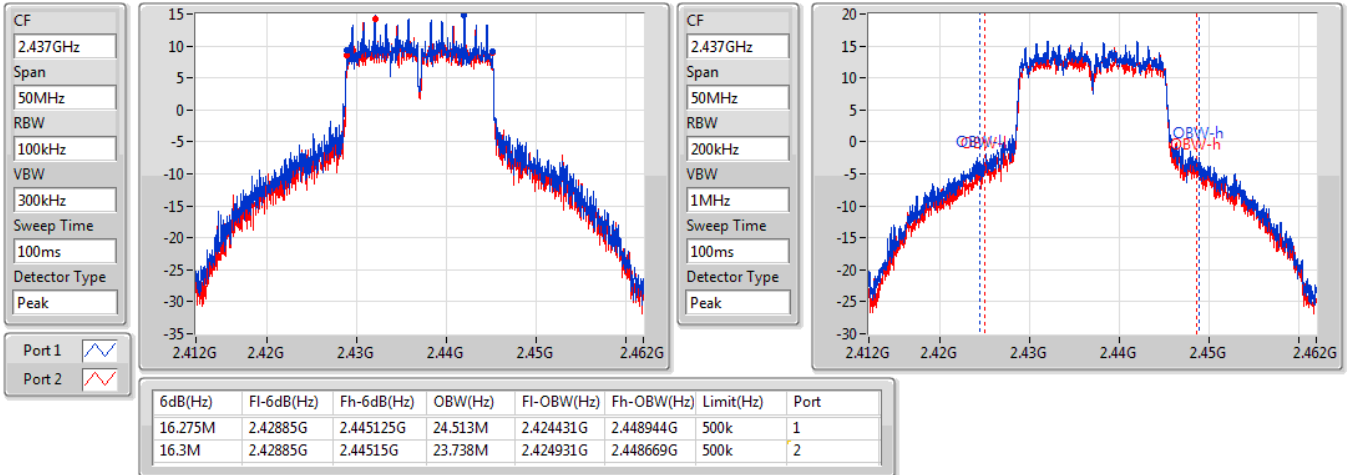 CF
2.437GHz
Span
50MHz
RBW
100kHz
VBW
300kHz
Sweep Time
100ms
Detector Type
Peak
15
10
5
0
-5
-10
-15
-20
-25
-30
-35
2.412G 2.42G 2.43G 2.44G 2.45G 2.462G
CF
2.437GHz
Span
50MHz
RBW
200kHz
VBW
1MHz
Sweep Time
100ms
Detector Type
Peak
20
15
10
5
0
-5
-10
-15
-20
-25
-30
OBW-h
OBW-h
2.412G 2.42G 2.43G 2.44G 2.45G 2.462G
Port 1
Port 2
6dB(Hz) Fl-6dB(Hz) Fh-6dB(Hz) OBW(Hz) Fl-OBW(Hz) Fh-OBW(Hz) Limit(Hz) Port
16.275M 2.42885G 2.445125G 24.513M 2.424431G 2.448944G 500k 1
16.3M 2.42885G 2.44515G 23.738M 2.424931G 2.448669G 500k 2